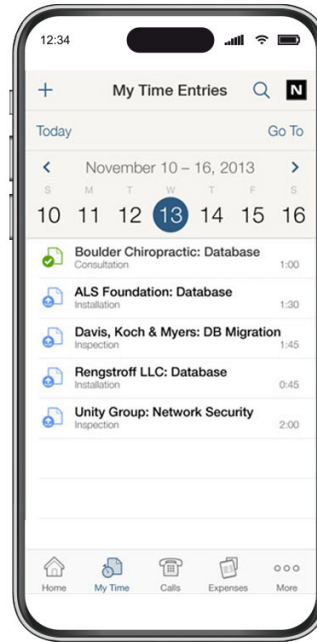 12:34
My Time Entries
N
Today
Go To
November 10 – 16, 2013
S M T W T F S
10 11 12 13 14 15 16
Boulder Chiropractic: Database
Consultation 1:00
ALS Foundation: Database
Installation 1:30
Davis, Koch & Myers: DB Migration
Inspection 1:45
Rengstroff LLC: Database
Installation 0:45
Unity Group: Network Security
Inspection 2:00
Home My Time Calls Expenses More